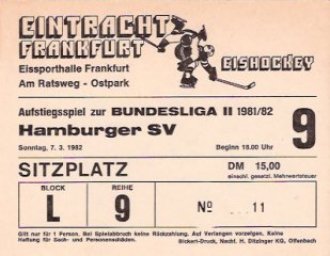 EINTRACHT
FRANKFURT
EISHOCKEY
Eissporthalle Frankfurt
Am Ratsweg - Ostpark
Aufstiegsspiel zur BUNDESLIGA II 1981/82
Hamburger SV
9
Sonntag, 7. 3. 1982
Beginn 18.00 Uhr
SITZPLATZ
DM 15,00
einschl. gesetzl. Mehrwertsteuer
BLOCK
REIHE
L
9
No 11
Gilt nur für 1 Person. Bei Spielabbruch keine Rückzahlung. Auf Verlangen vorzeigen. Keine
Haftung für Sach- und Personenschäden.
Bickert-Druck, Nachf. H. Ditzinger KG, Offenbach